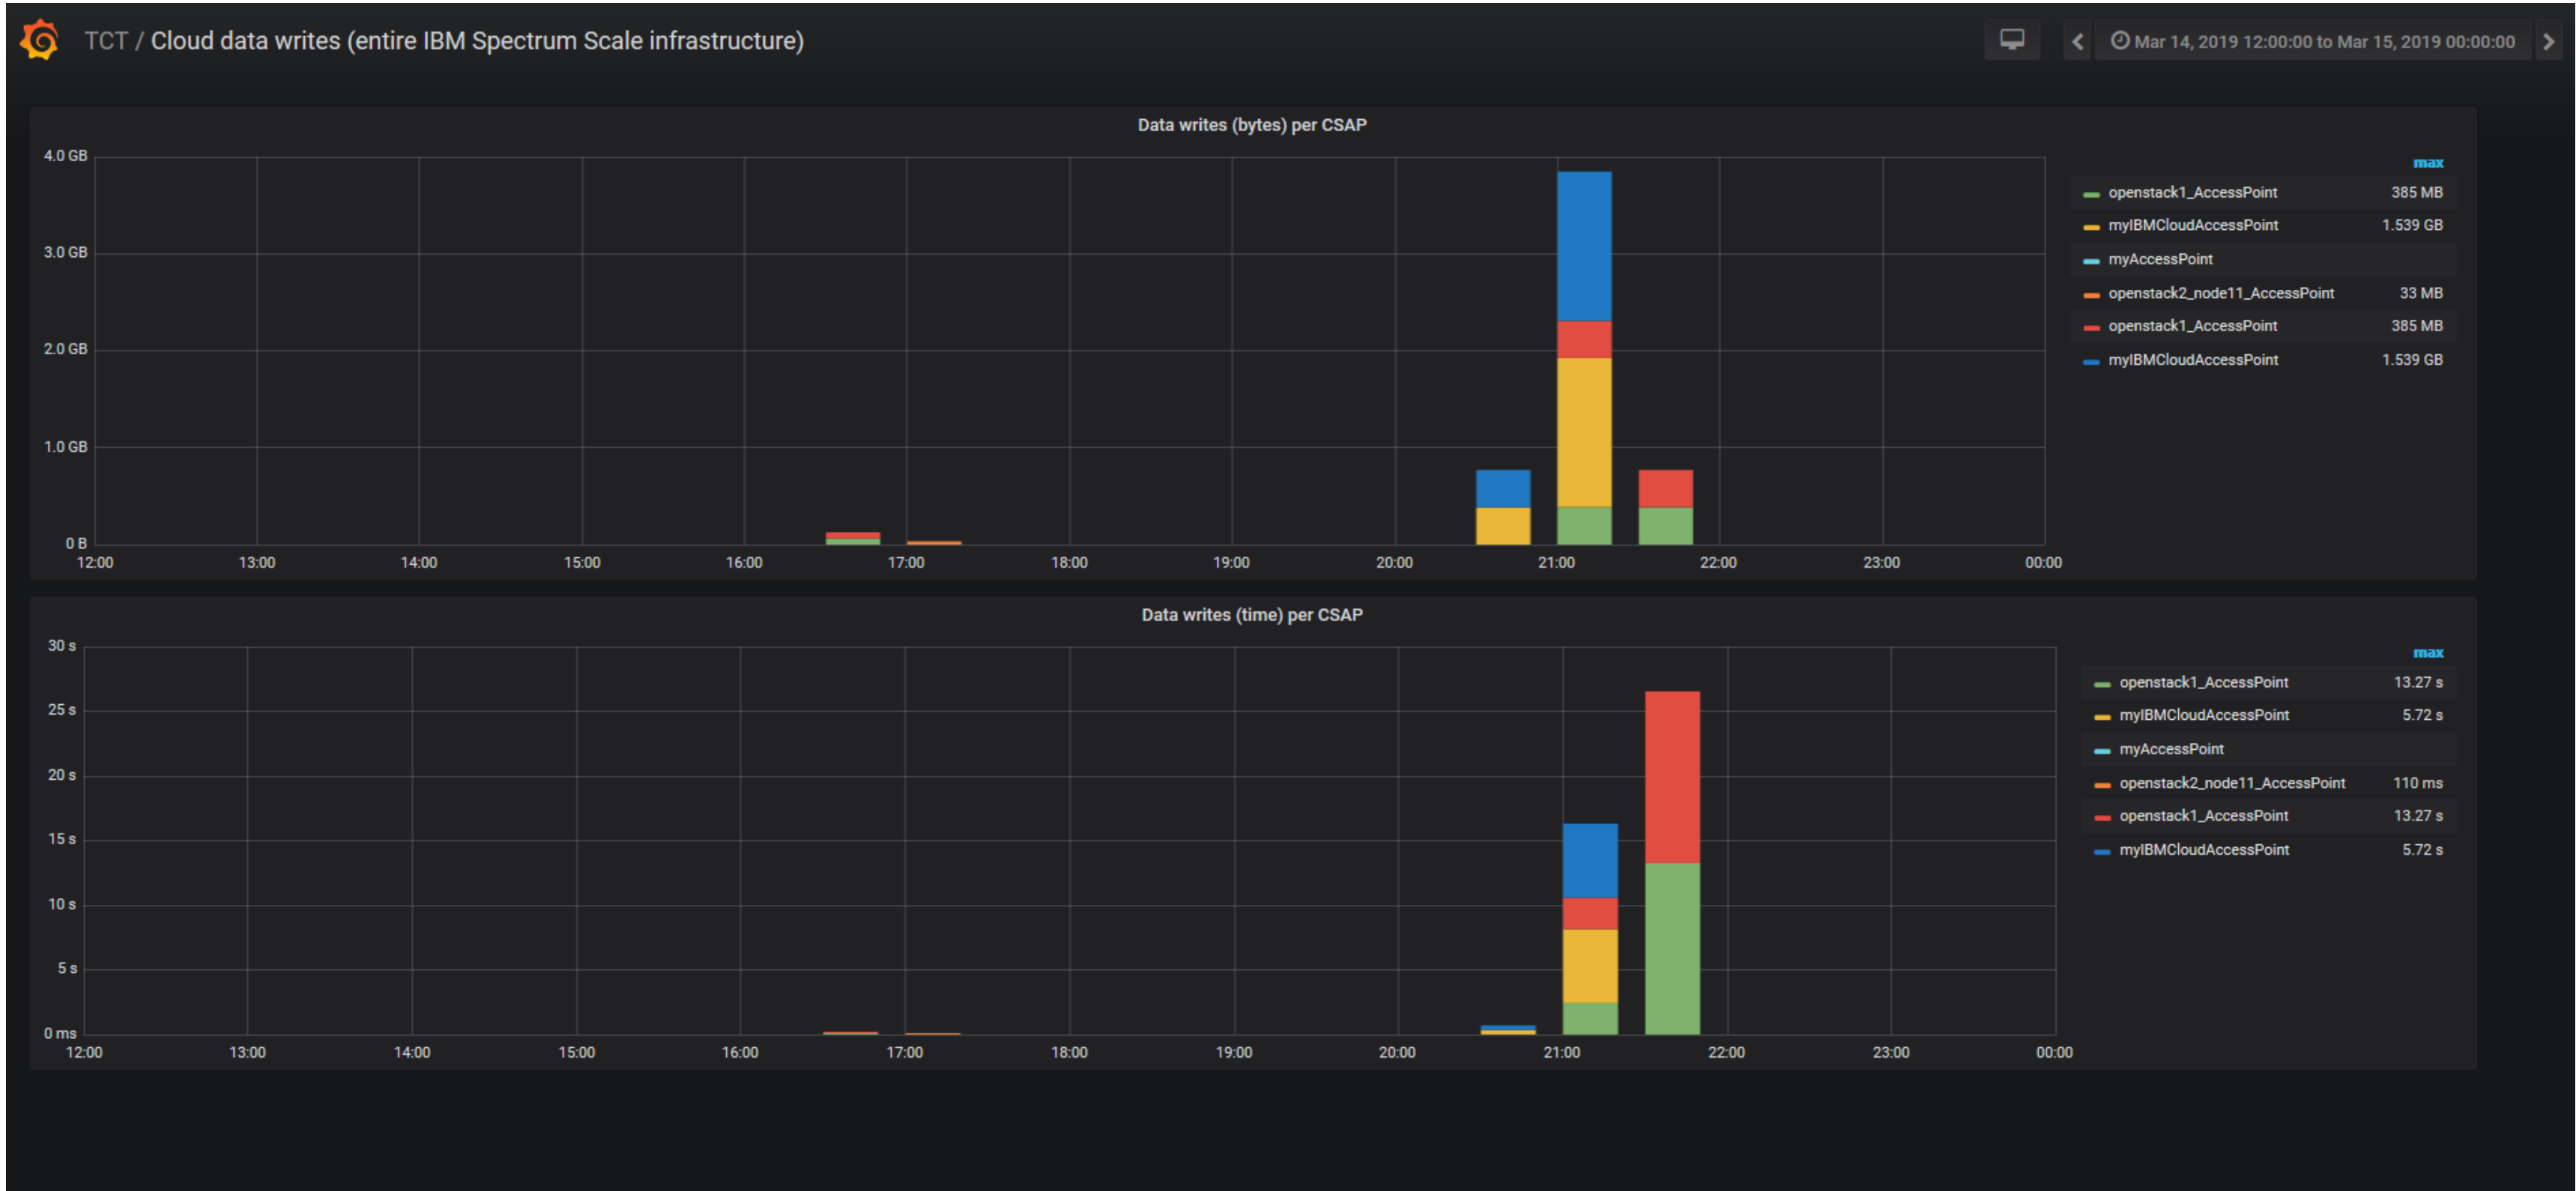 TCT / Cloud data writes (entire IBM Spectrum Scale infrastructure)
Mar 14, 2019 12:00:00 to Mar 15, 2019 00:00:00
Data writes (bytes) per CSAP
4.0 GB
3.0 GB
2.0 GB
1.0 GB
0 B
12:00 13:00 14:00 15:00 16:00 17:00 18:00 19:00 20:00 21:00 22:00 23:00 00:00
max
openstack1_AccessPoint 385 MB
myIBMCloudAccessPoint 1.539 GB
myAccessPoint
openstack2_node11_AccessPoint 33 MB
openstack1_AccessPoint 385 MB
myIBMCloudAccessPoint 1.539 GB
Data writes (time) per CSAP
30 s
25 s
20 s
15 s
10 s
5 s
0 ms
12:00 13:00 14:00 15:00 16:00 17:00 18:00 19:00 20:00 21:00 22:00 23:00 00:00
max
openstack1_AccessPoint 13.27 s
myIBMCloudAccessPoint 5.72 s
myAccessPoint
openstack2_node11_AccessPoint 110 ms
openstack1_AccessPoint 13.27 s
myIBMCloudAccessPoint 5.72 s